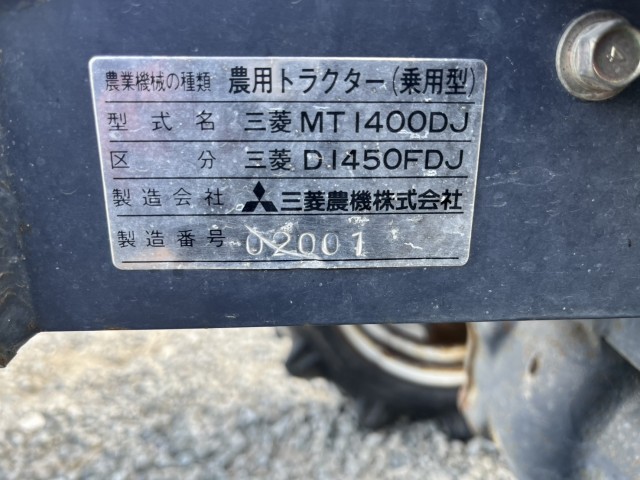 農業機械の種類 農用トラクター(乗用型)
型式名 三菱 MT1400DJ
区分 三菱 D1450FDJ
製造会社 三菱農機株式会社
製造番号 02001